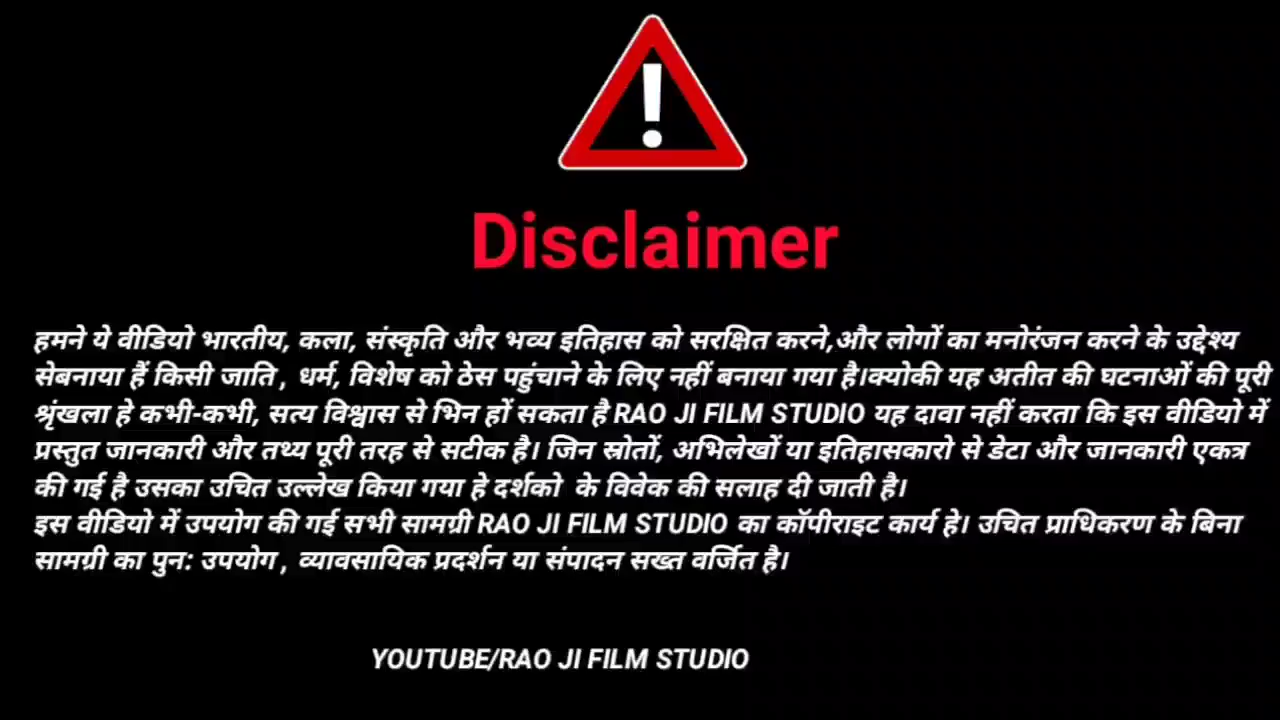 Disclaimer
हमने ये वीडियो भारतीय, कला, संस्कृति और भव्य इतिहास को सरक्षित करने,और लोगों का मनोरंजन करने के उद्देश्य
सेबनाया हैं किसी जाति , धर्म, विशेष को ठेस पहुंचाने के लिए नहीं बनाया गया है।क्योकी यह अतीत की घटनाओं की पूरी
श्रृंखला हे कभी-कभी, सत्य विश्वास से भिन हों सकता है RAO JI FILM STUDIO यह दावा नहीं करता कि इस वीडियो में
प्रस्तुत जानकारी और तथ्य पूरी तरह से सटीक है। जिन स्रोतों, अभिलेखों या इतिहासकारो से डेटा और जानकारी एकत्र
की गई है उसका उचित उल्लेख किया गया हे दर्शको के विवेक की सलाह दी जाती है।
इस वीडियो में उपयोग की गई सभी सामग्री RAO JI FILM STUDIO का कॉपीराइट कार्य हे। उचित प्राधिकरण के बिना
सामग्री का पुन: उपयोग , व्यावसायिक प्रदर्शन या संपादन सख्त वर्जित है।
YOUTUBE/RAO JI FILM STUDIO